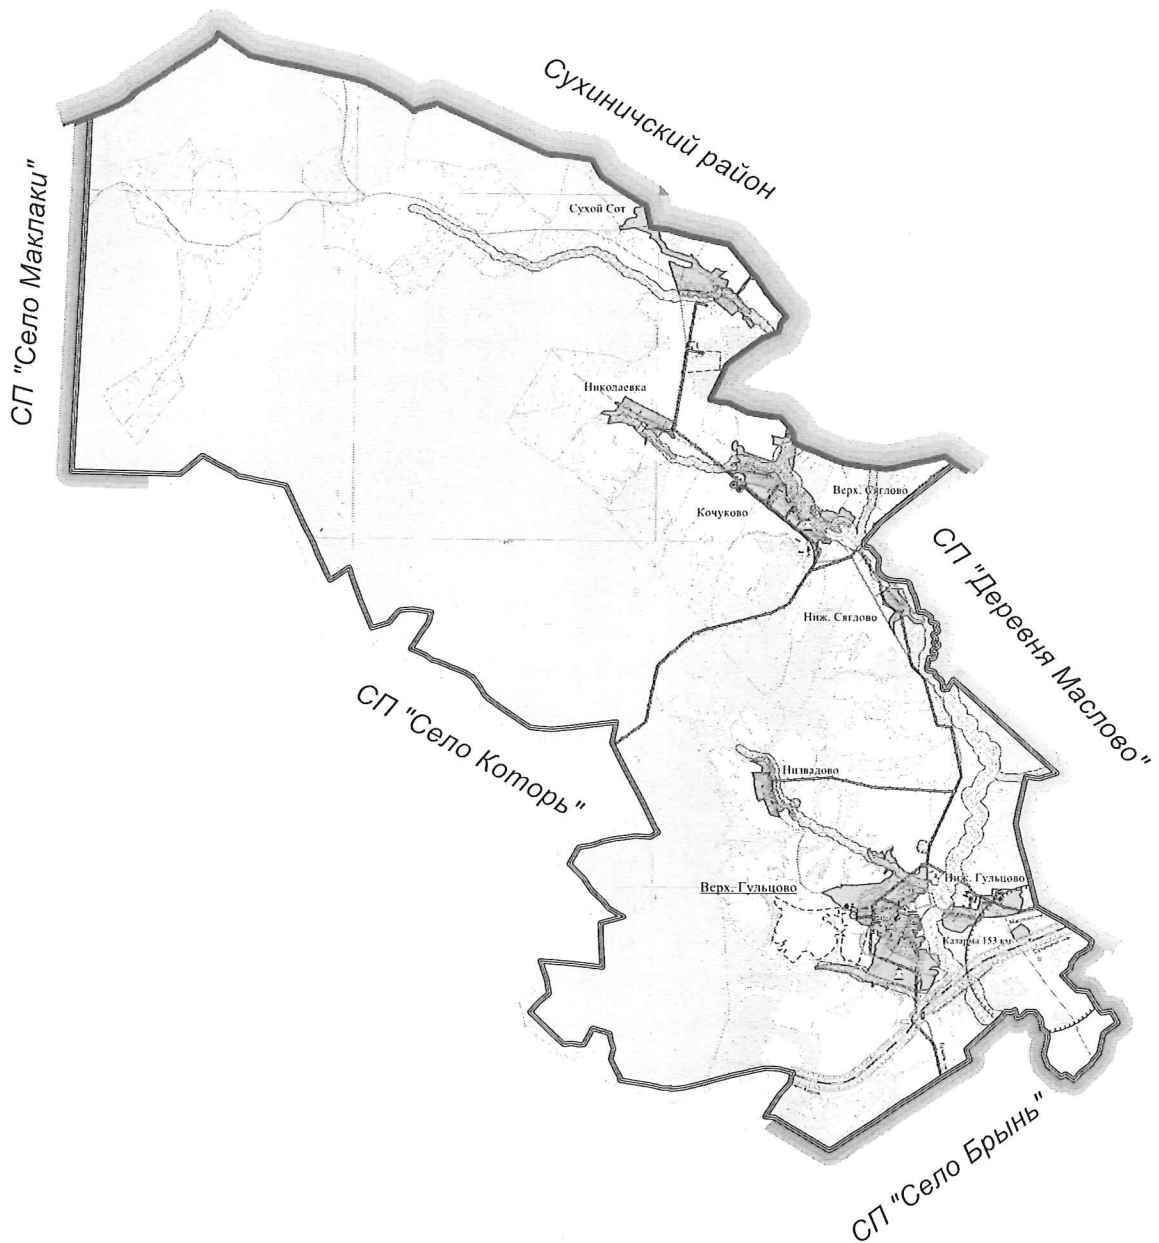 Сухиничский район
СП "Село Маклаки"
Сухой Сот
Николаевка
Верх. Сяглово
Кочуково
СП "Деревня Маслово"
Ниж. Сяглово
СП "Село Которь"
Низвадово
Верх. Гульцово
Ниж. Гульцово
Казарма 153 км
СП "Село Брынь"